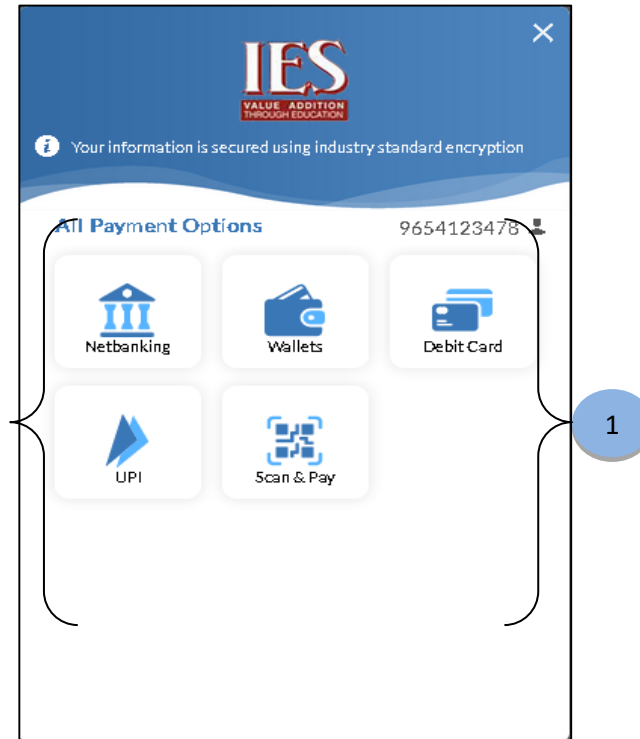 IES
VALUE ADDITION
THROUGH EDUCATION
i Your information is secured using industry standard encryption
All Payment Options 9654123478
Netbanking Wallets Debit Card
1
UPI Scan & Pay